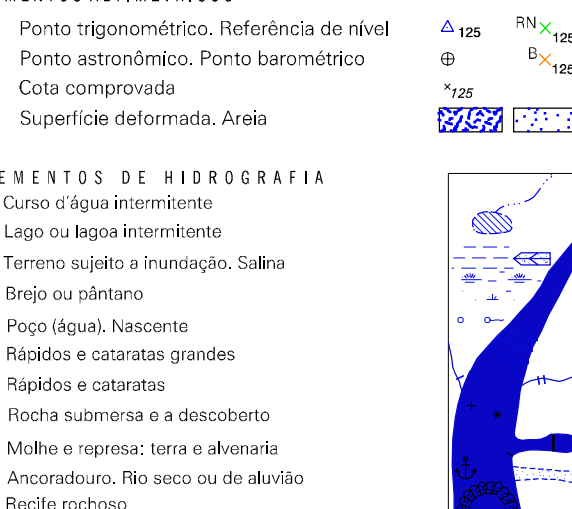 Ponto trigonométrico. Referência de nível △ 125 RN × 125
Ponto astronômico. Ponto barométrico B × 125
Cota comprovada × 125
Superfície deformada. Areia
EMENTOS DE HIDROGRAFIA
Curso d'água intermitente
Lago ou lagoa intermitente
Terreno sujeito a inundação. Salina
Brejo ou pântano
Poço (água). Nascente
Rápidos e cataratas grandes
Rápidos e cataratas
Rocha submersa e a descoberto
Molhe e represa: terra e alvenaria
Ancoradouro. Rio seco ou de aluvião
Recife rochoso